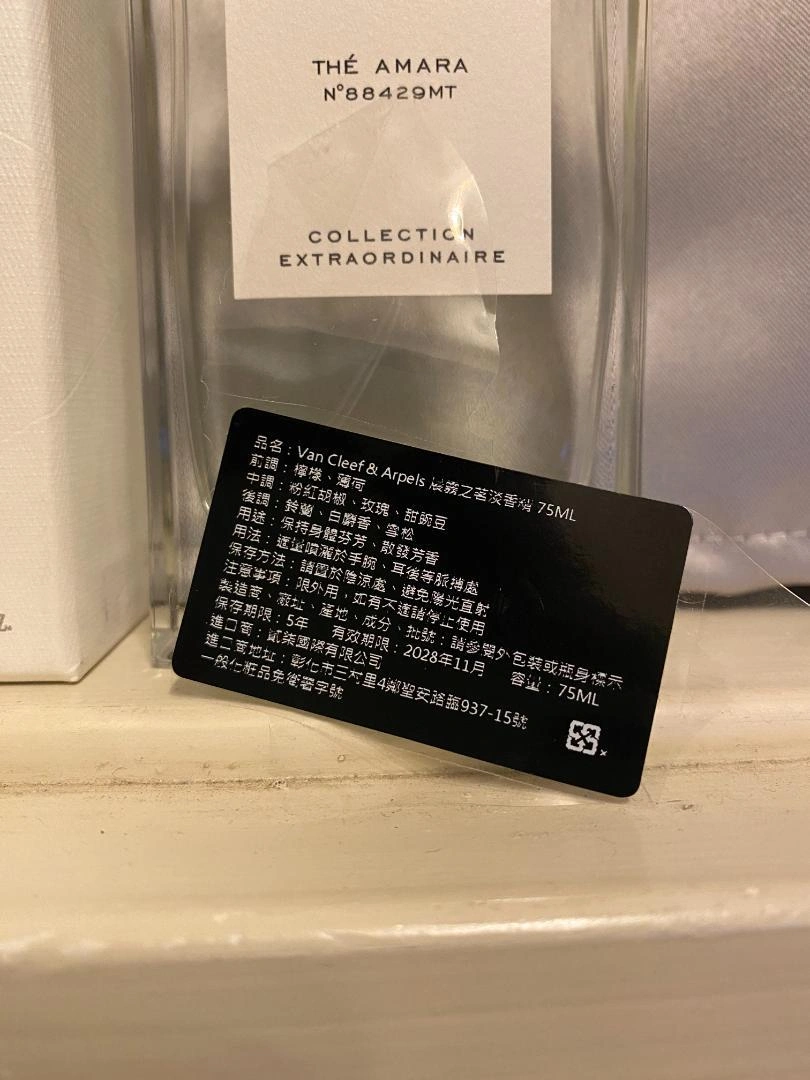 THÉ AMARA
N°88429MT
COLLECTION
EXTRAORDINAIRE
品名：Van Cleef & Arpels 晨霧之茗淡香精 75ML
前調：檸檬、薄荷
中調：粉紅胡椒、玫瑰、甜豌豆
後調：鈴蘭、白麝香、雪松
用途：保持身體芬芳、散發芳香
用法：適量噴灑於手腕、耳後等脈搏處
保存方法：請置於陰涼處、避免陽光直射
注意事項：限外用，如有不適請停止使用
製造商、廠址、產地、成分、批號：請參閱外包裝或瓶身標示
保存期限：5年 有效期限：2028年11月 容量：75ML
進口商：貳柒國際有限公司
進口商地址：彰化市三村里4鄰聖安路臨937-15號
一般化粧品免備署字號